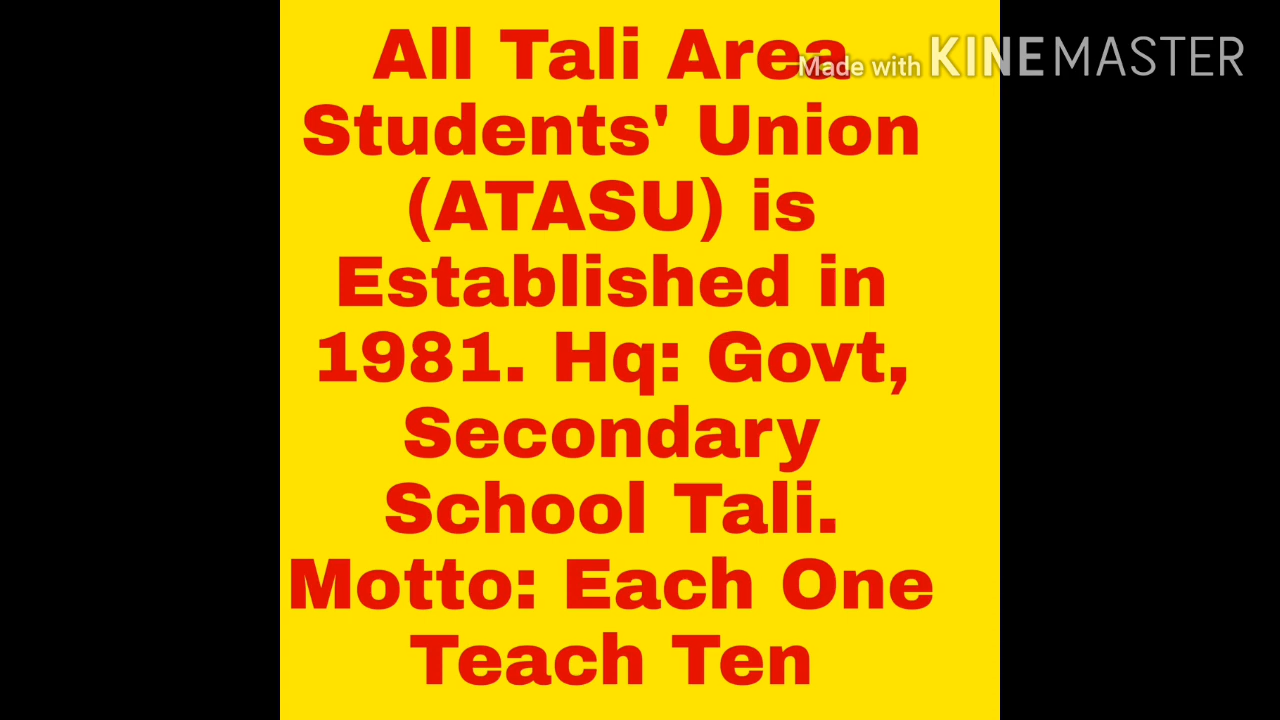 All Tali Area
Made with KINEMASTER
Students' Union
(ATASU) is
Established in
1981. Hq: Govt,
Secondary
School Tali.
Motto: Each One
Teach Ten